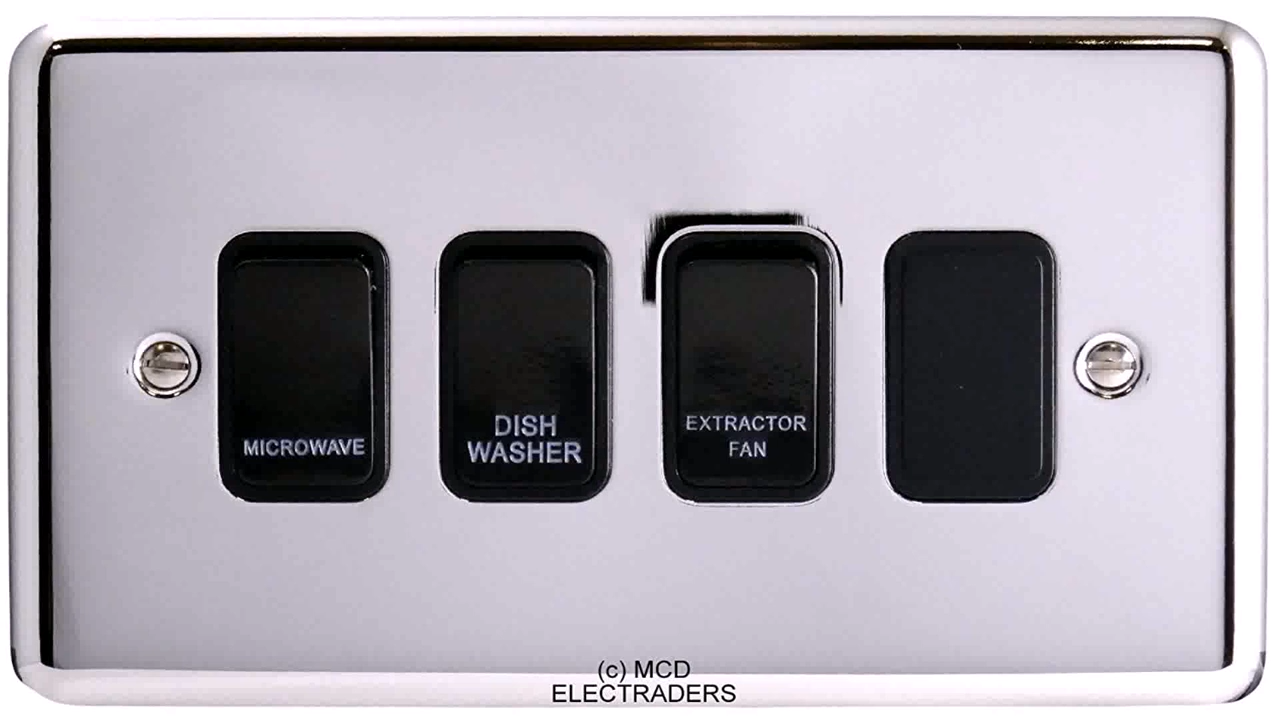 MICROWAVE
DISH
WASHER
EXTRACTOR
FAN
(c) MCD
ELECTRADERS